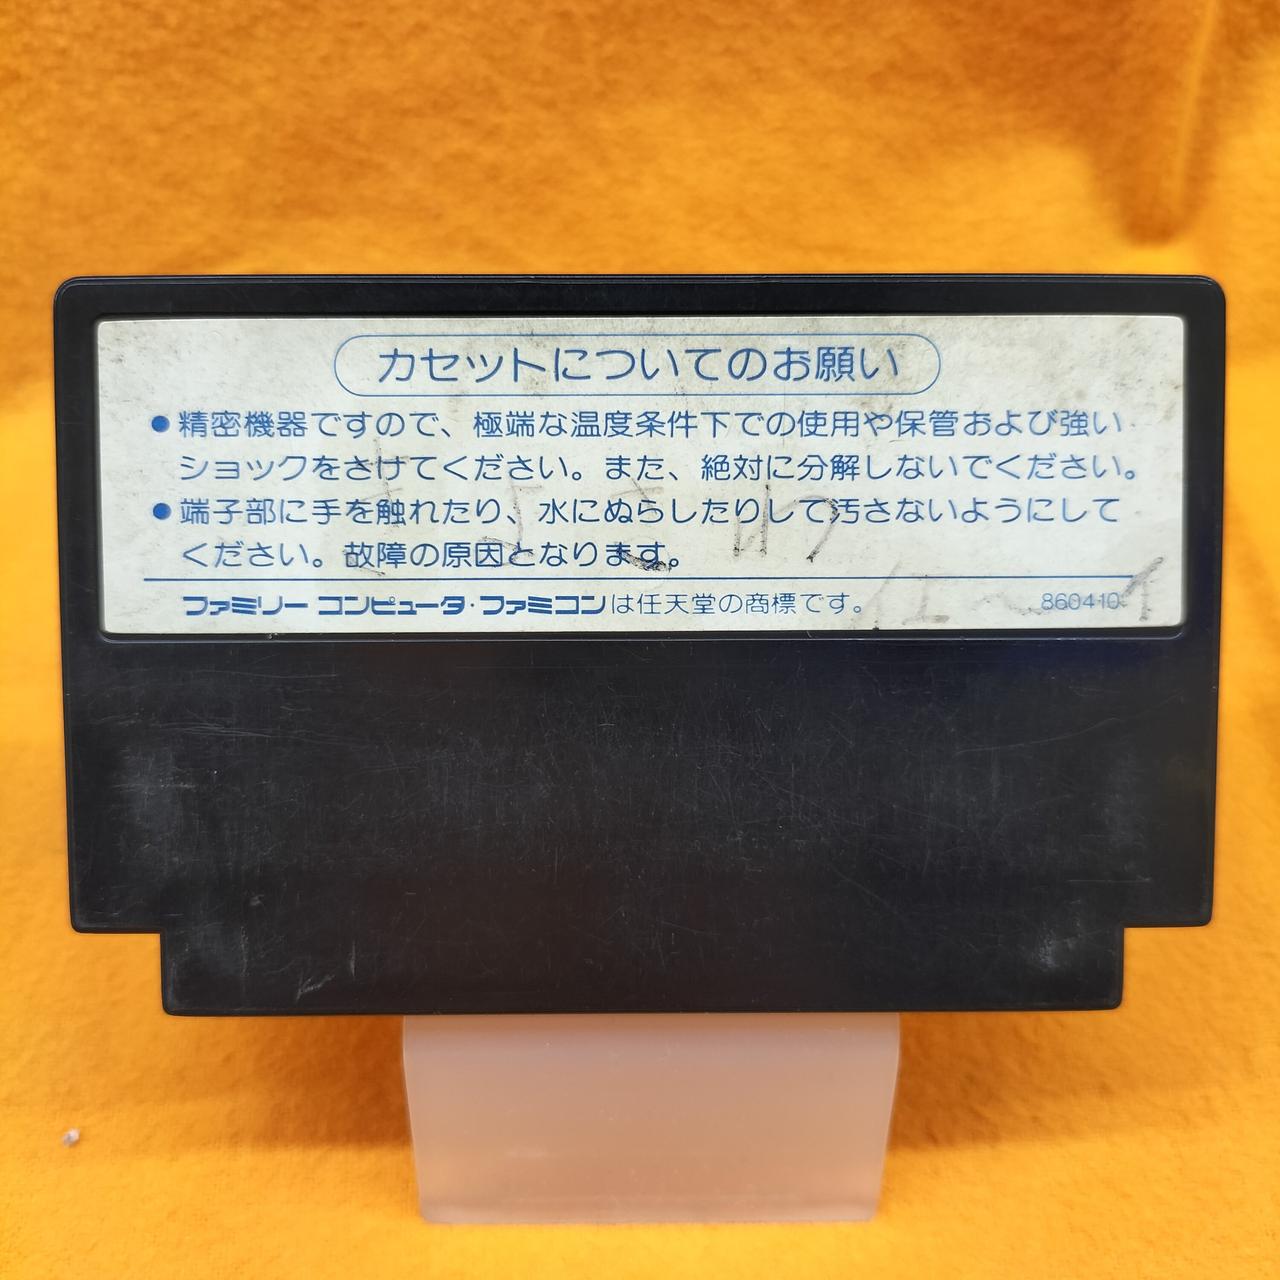 カセットについてのお願い
●精密機器ですので、極端な温度条件下での使用や保管および強い
ショックをさけてください。また、絶対に分解しないでください。
●端子部に手を触れたり、水にぬらしたりして汚さないようにして
ください。故障の原因となります。
ファミリー コンピュータ・ファミコンは任天堂の商標です。
860410